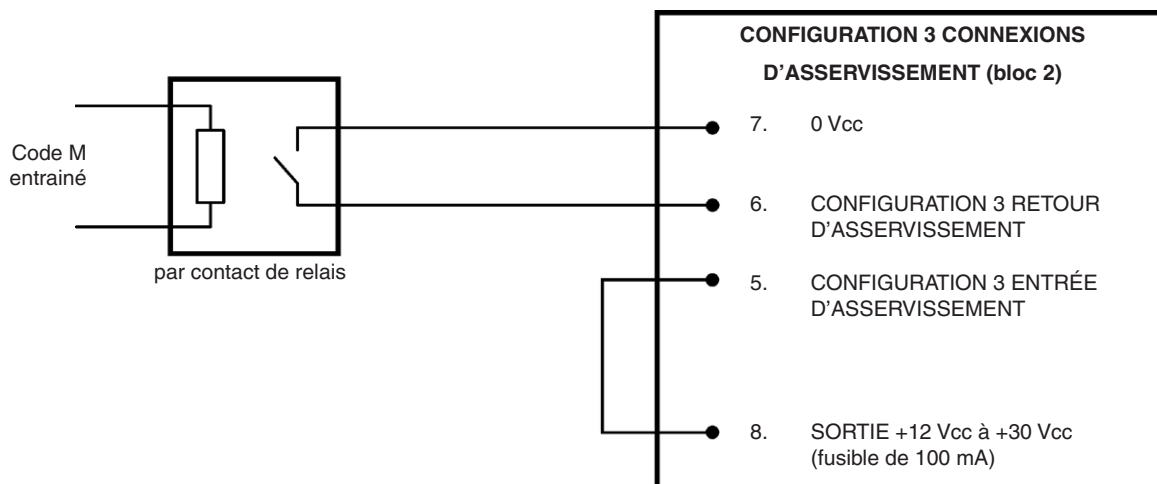 CONFIGURATION 3 CONNEXIONS
D'ASSERVISSEMENT (bloc 2)
Code M
entrainé
par contact de relais
7. 0 Vcc
6. CONFIGURATION 3 RETOUR
D'ASSERVISSEMENT
5. CONFIGURATION 3 ENTRÉE
D'ASSERVISSEMENT
8. SORTIE +12 Vcc à +30 Vcc
(fusible de 100 mA)